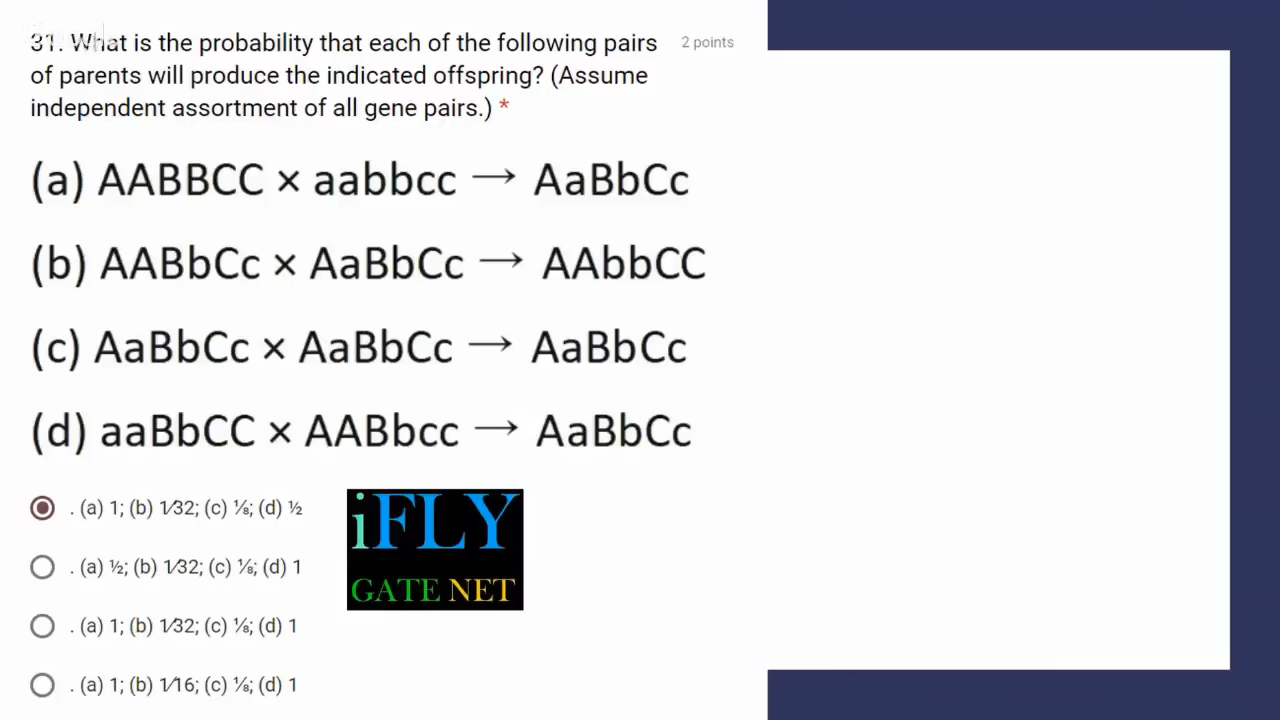 31. What is the probability that each of the following pairs 2 points
of parents will produce the indicated offspring? (Assume
independent assortment of all gene pairs.) *
(a) AABBCC × aabbcc → AaBbCc
(b) AABbCc × AaBbCc → AAbbCC
(c) AaBbCc × AaBbCc → AaBbCc
(d) aaBbCC × AABbcc → AaBbCc
. (a) 1; (b) 1⁄32; (c) ⅛; (d) ½
. (a) ½; (b) 1⁄32; (c) ⅛; (d) 1
. (a) 1; (b) 1⁄32; (c) ⅛; (d) 1
. (a) 1; (b) 1⁄16; (c) ⅛; (d) 1
iFLY
GATE NET